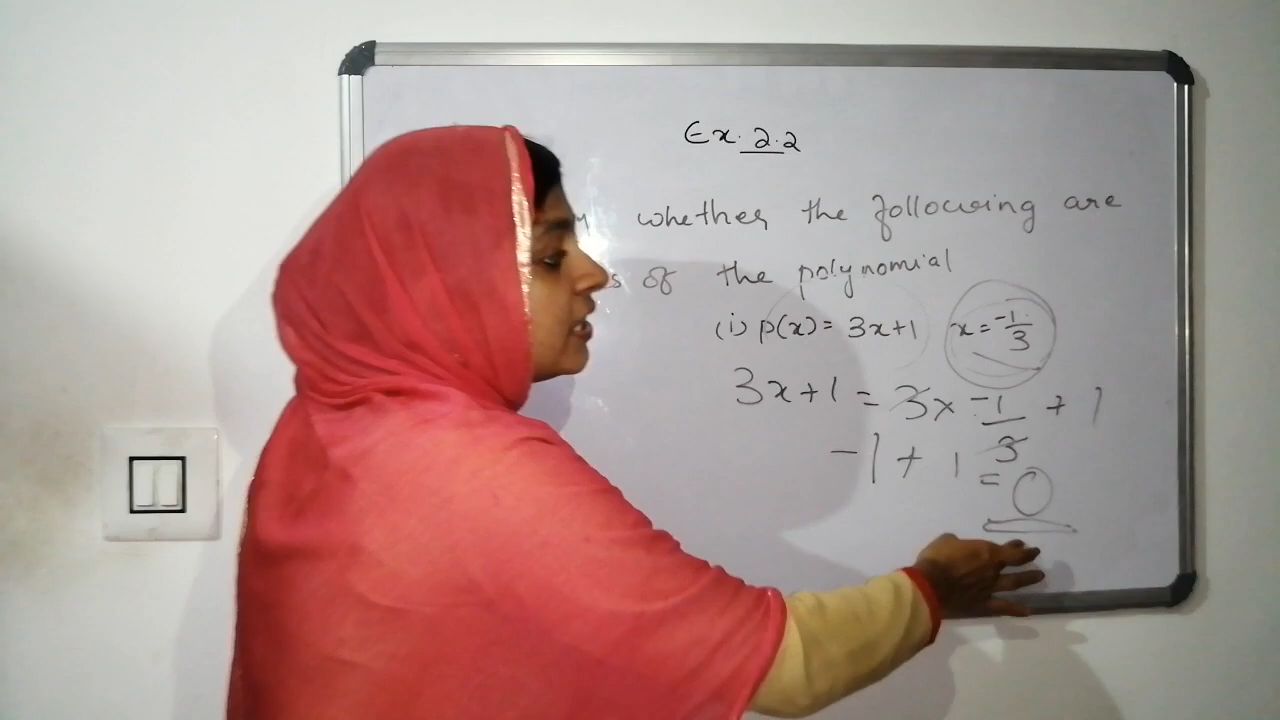 Ex. 2.2
whether the following are
of the polynomial
(i) p(x) = 3x+1 x = -1/3
3x+1 = 3x -1/3 + 1
-1 + 1 = 0